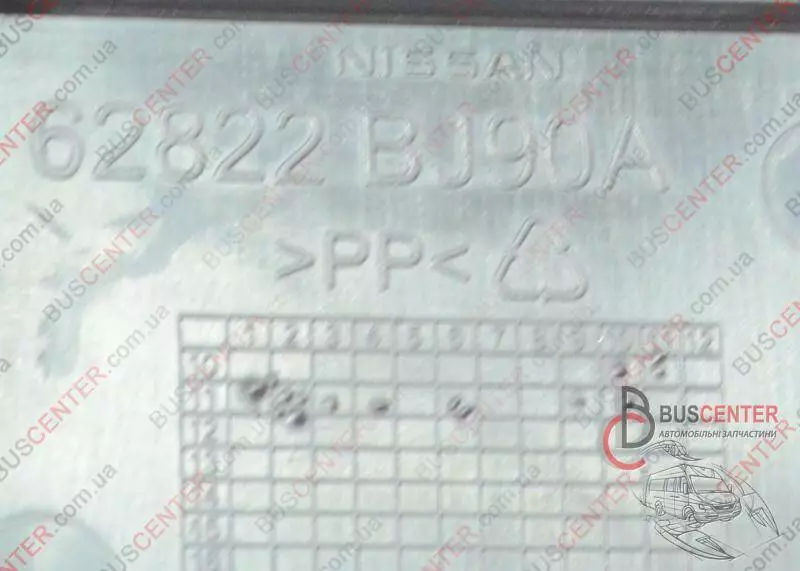 NISSAN
62822 BJ90A
>PP<
1 2 3 4 5 6 7 8 9 10 11 12
10
11
12
13
14
15
BUSCENTER
АВТОМОБІЛЬНІ ЗАПЧАСТИНИ
BUSCENTER.com.ua